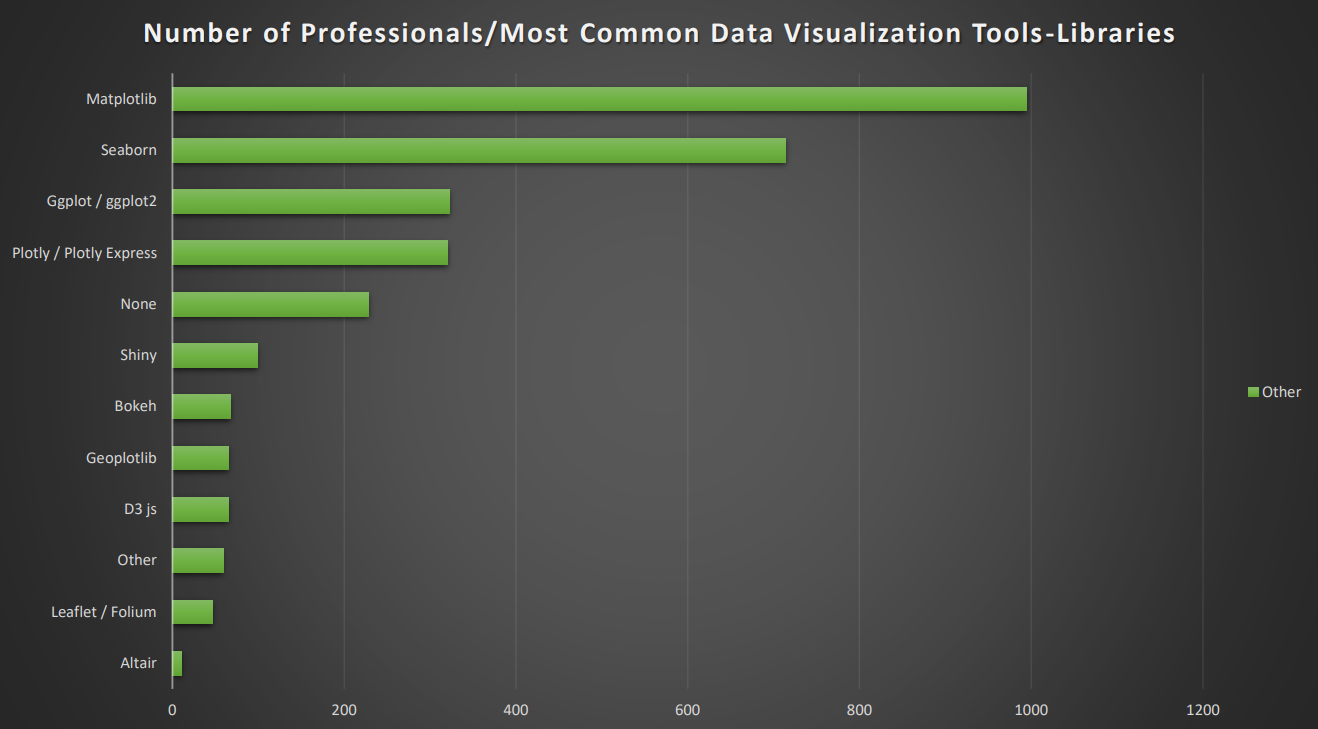 Number of Professionals/Most Common Data Visualization Tools-Libraries
Matplotlib
Seaborn
Ggplot / ggplot2
Plotly / Plotly Express
None
Shiny
Bokeh
Geoplotlib
D3 js
Other
Leaflet / Folium
Altair
0 200 400 600 800 1000 1200
Other